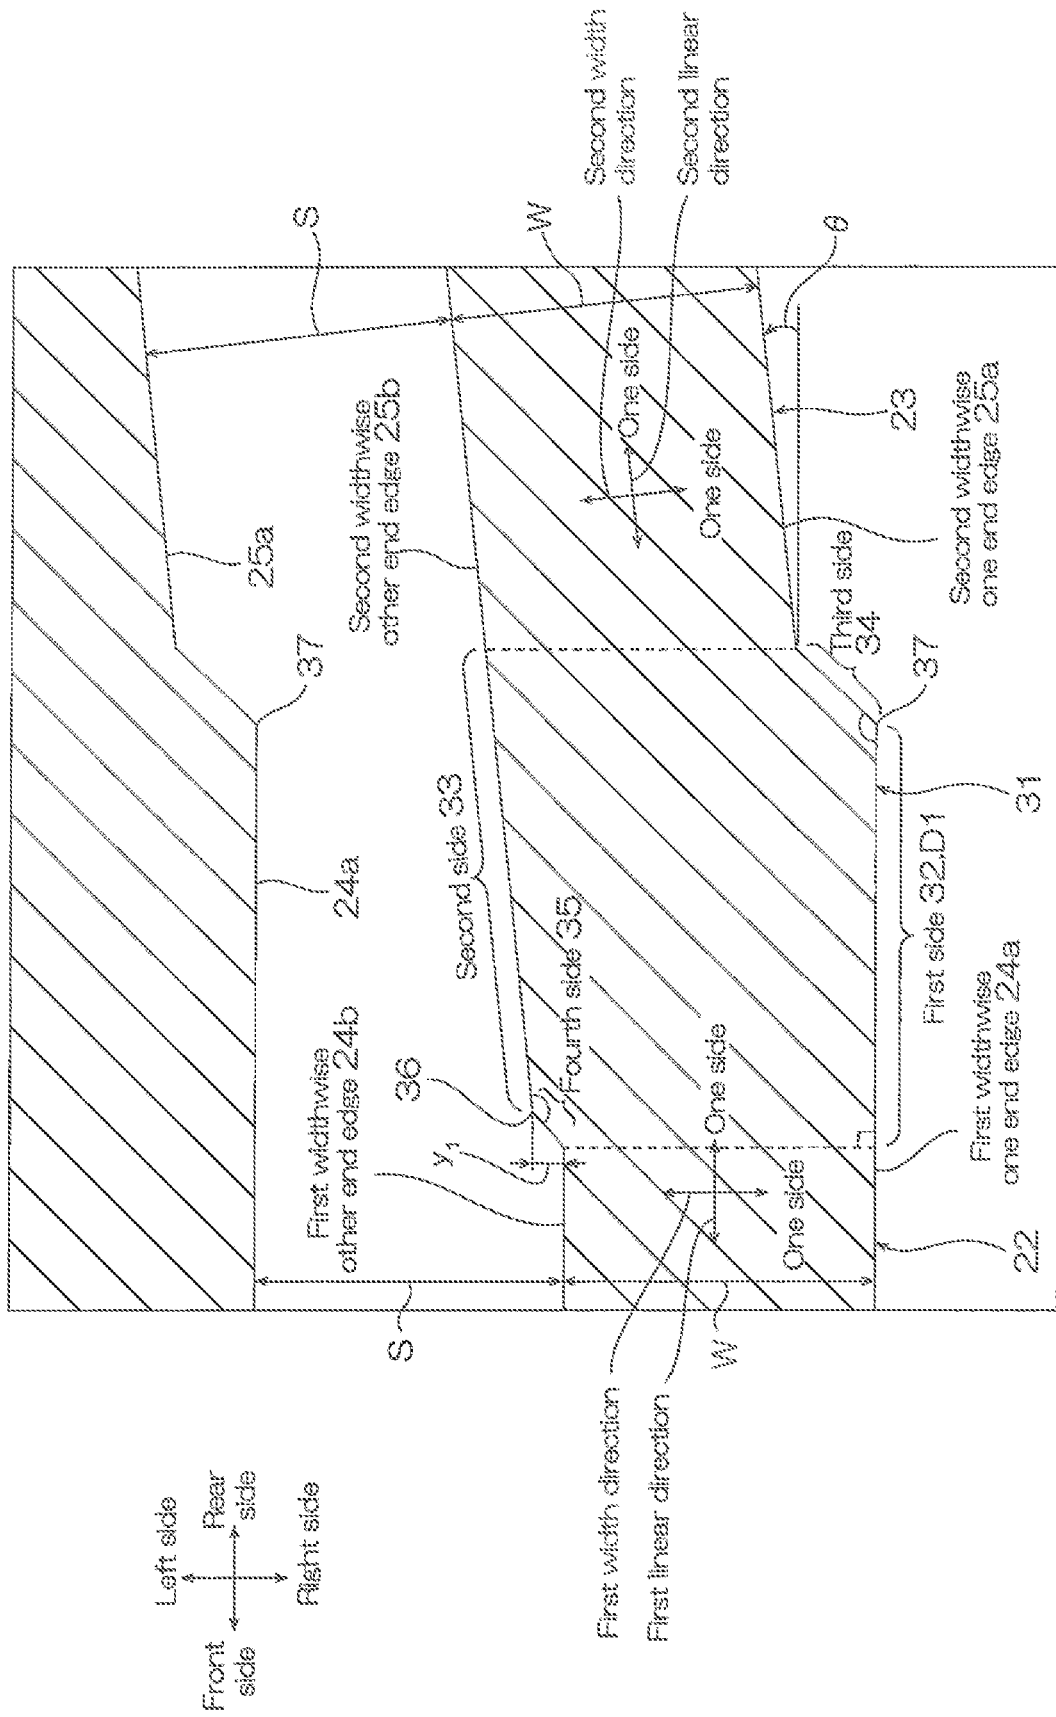 Left side
Front
side
Rear
side
Right side
First width direction
First linear direction
S
W
First widthwise
other end edge 24b
y1
36
Fourth side 35
One side
One side
22
First widthwise
one end edge 24a
First side 32,D1
31
37
Third side
34
24a
37
25a
Second side 33
Second widthwise
other end edge 25b
One side
One side
Second widthwise
one end edge 25a
23
θ
S
W
Second width
direction
Second linear
direction